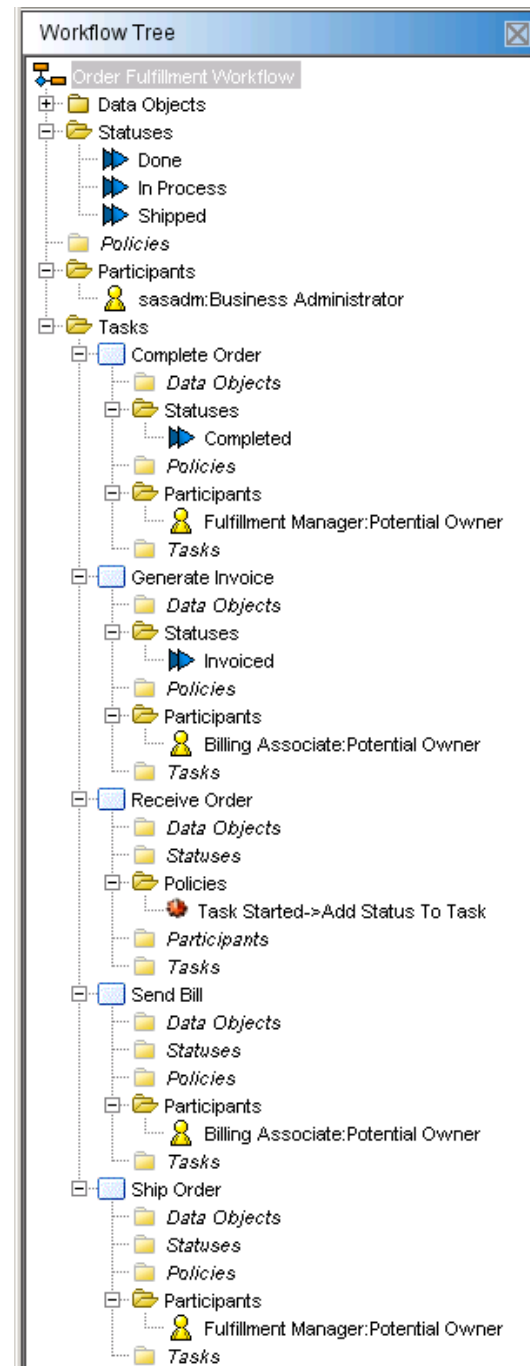 Workflow Tree
Order Fulfillment Workflow
Data Objects
Statuses
Done
In Process
Shipped
Policies
Participants
sasadm:Business Administrator
Tasks
Complete Order
Data Objects
Statuses
Completed
Policies
Participants
Fulfillment Manager:Potential Owner
Tasks
Generate Invoice
Data Objects
Statuses
Invoiced
Policies
Participants
Billing Associate:Potential Owner
Tasks
Receive Order
Data Objects
Statuses
Policies
Task Started->Add Status To Task
Participants
Tasks
Send Bill
Data Objects
Statuses
Policies
Participants
Billing Associate:Potential Owner
Tasks
Ship Order
Data Objects
Statuses
Policies
Participants
Fulfillment Manager:Potential Owner
Tasks